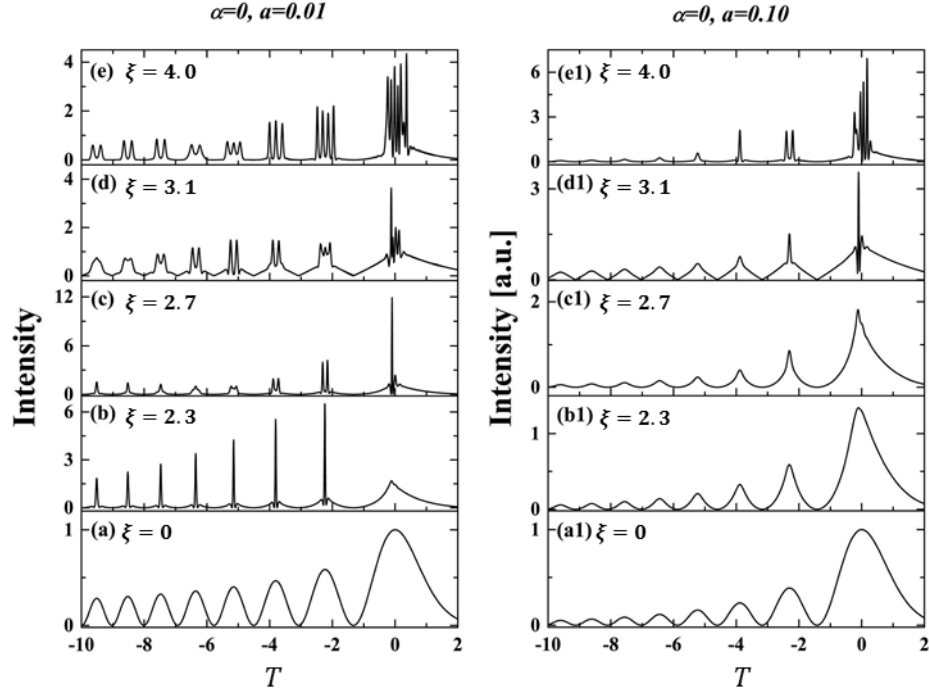 α=0, a=0.01
Intensity
(e) ξ = 4.0
4
2
0
(d) ξ = 3.1
4
2
0
(c) ξ = 2.7
12
8
4
0
(b) ξ = 2.3
6
3
0
(a) ξ = 0
1
0
-10 -8 -6 -4 -2 0 2
T
α=0, a=0.10
Intensity [a.u.]
(e1) ξ = 4.0
6
3
0
(d1) ξ = 3.1
3
0
(c1) ξ = 2.7
2
0
(b1) ξ = 2.3
1
0
(a1) ξ = 0
1
0
-10 -8 -6 -4 -2 0 2
T